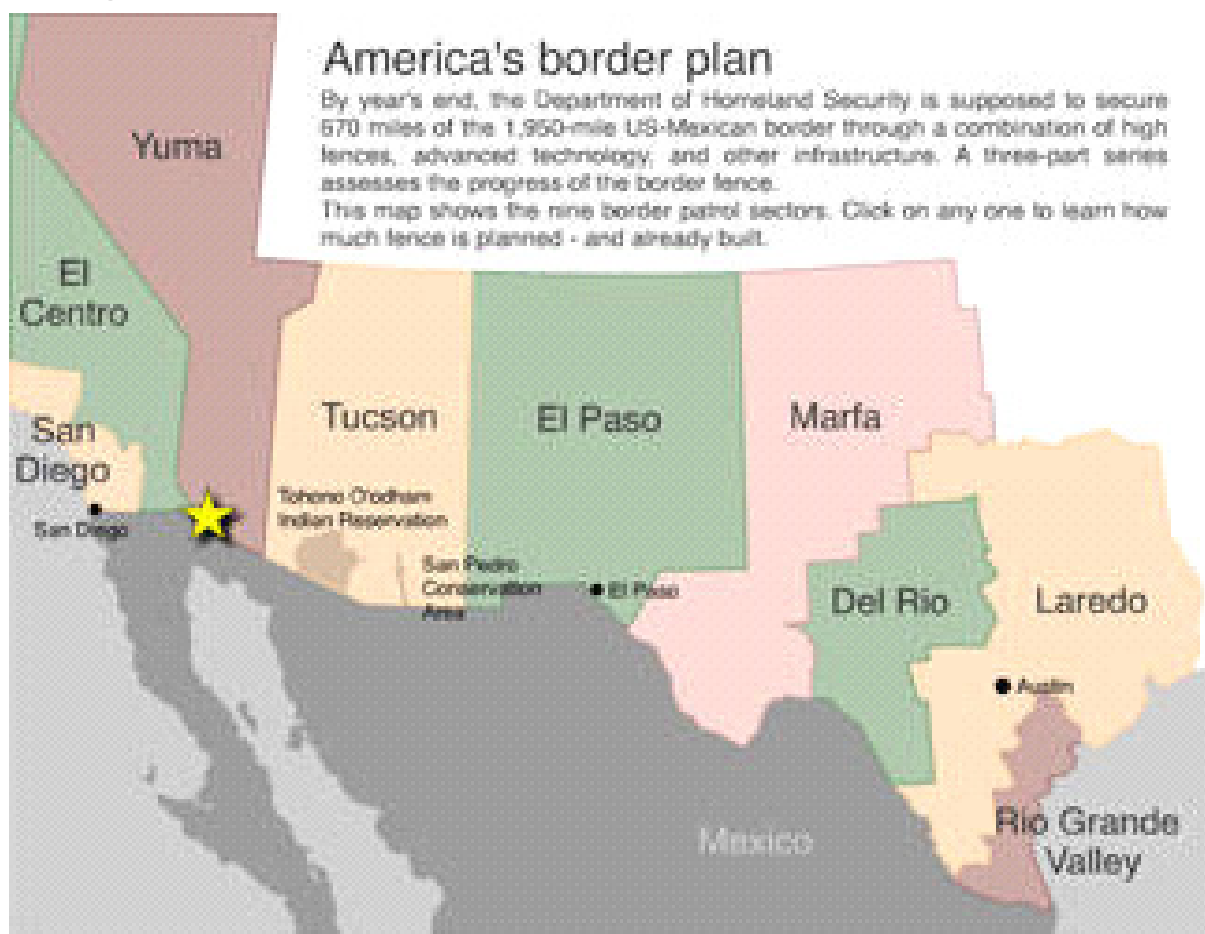 America's border plan
By year's end, the Department of Homeland Security is supposed to secure
670 miles of the 1,950-mile US-Mexican border through a combination of high
fences, advanced technology, and other infrastructure. A three-part series
assesses the progress of the border fence.
This map shows the nine border patrol sectors. Click on any one to learn how
much fence is planned - and already built.
Yuma
El
Centro
San
Diego
San Diego
Tucson
Tohono O'odham
Indian Reservation
San Pedro
Conservation
Area
El Paso
El Paso
Marfa
Del Rio
Laredo
Austin
Rio Grande
Valley
Mexico